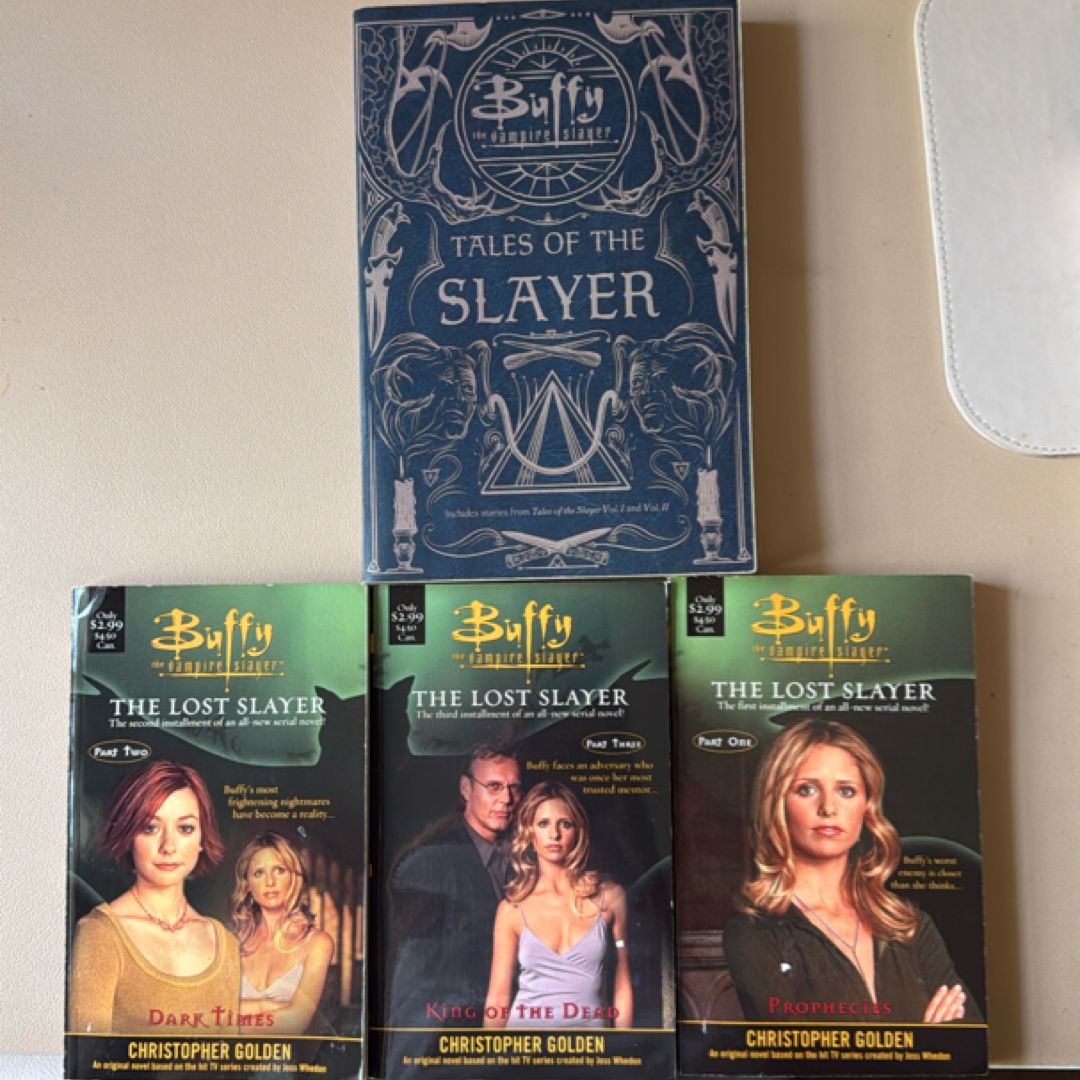 Buffy
the vampire slayer
TALES OF THE
SLAYER
Includes stories from Tales of the Slayer Vol. I and Vol. II
Only
$2.99
$4.50
Can.
Buffy
the vampire slayer™
THE LOST SLAYER
The second installment of an all-new serial novel!
Part Two
Buffy's most
frightening nightmares
have become a reality...
Dark Times
CHRISTOPHER GOLDEN
An original novel based on the hit TV series created by Joss Whedon
Only
$2.99
$4.50
Can.
Buffy
the vampire slayer™
THE LOST SLAYER
The third installment of an all-new serial novel!
Part Three
Buffy faces an adversary who
was once her most
trusted mentor...
King of the Dead
CHRISTOPHER GOLDEN
An original novel based on the hit TV series created by Joss Whedon
Only
$2.99
$4.50
Can.
Buffy
the vampire slayer™
THE LOST SLAYER
The first installment of an all-new serial novel!
Part One
Buffy's worst
enemy is closer
than she thinks...
Prophecies
CHRISTOPHER GOLDEN
An original novel based on the hit TV series created by Joss Whedon